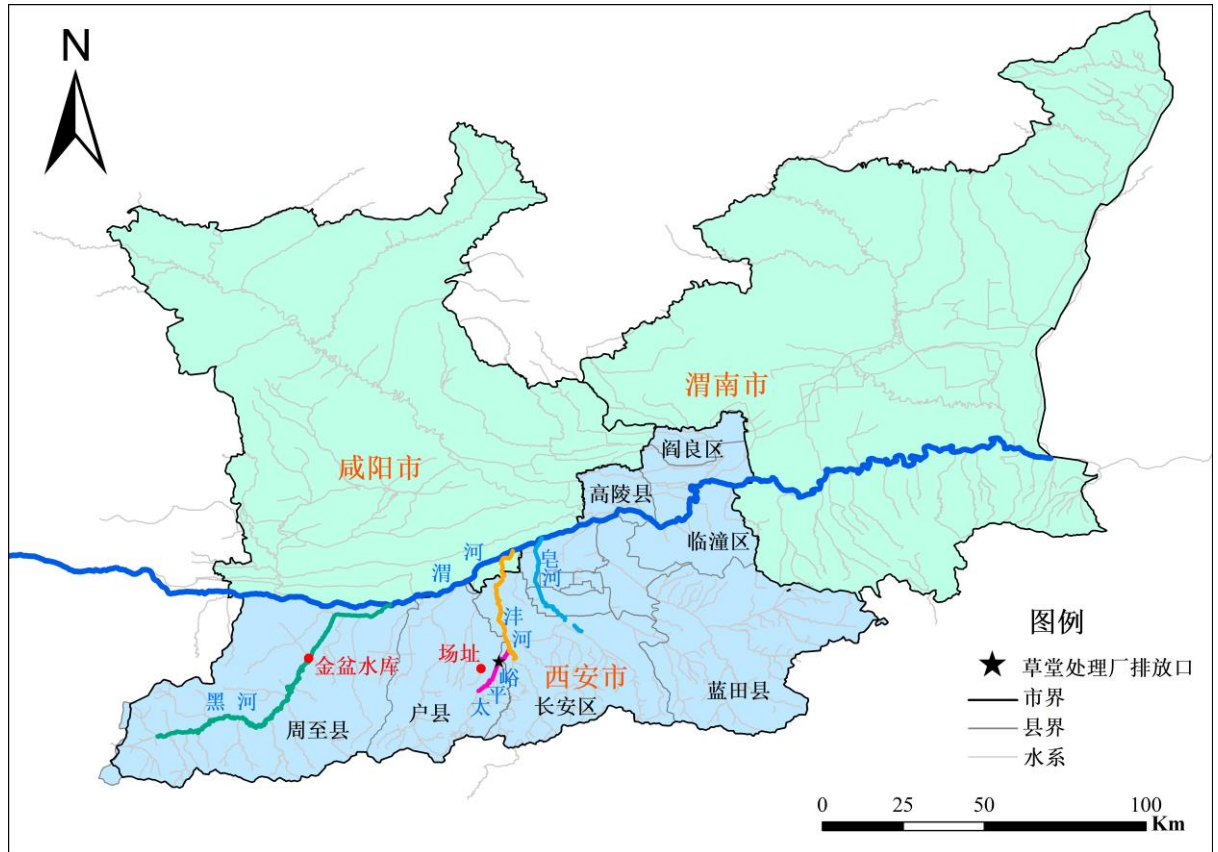 N
渭南市
阎良区
咸阳市
高陵县
临潼区
渭河
皂河
沣河
场址
金盆水库
西安市
太平峪
蓝田县
黑河
户县
长安区
周至县
图例
草堂处理厂排放口
市界
县界
水系
0 25 50 100
Km